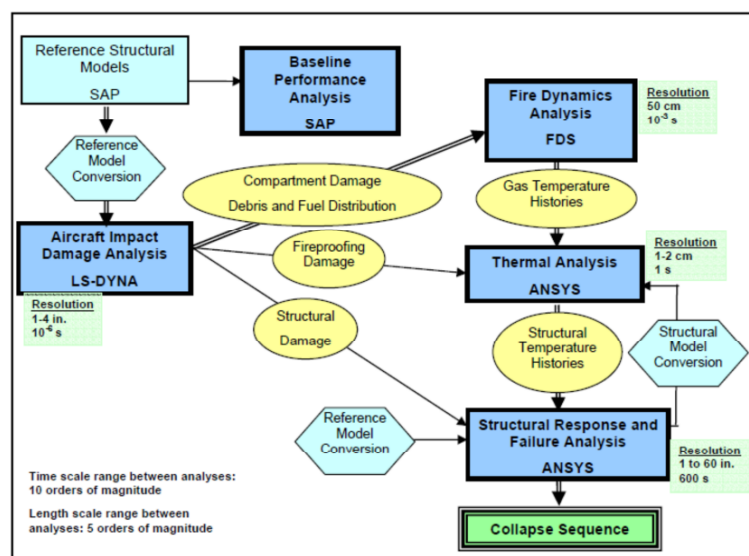 Reference Structural
Models
SAP
Baseline
Performance
Analysis
SAP
Fire Dynamics
Analysis
FDS
Resolution
50 cm
10⁻³ s
Reference
Model
Conversion
Compartment Damage
Debris and Fuel Distribution
Gas Temperature
Histories
Aircraft Impact
Damage Analysis
LS-DYNA
Fireproofing
Damage
Thermal Analysis
ANSYS
Resolution
1-2 cm
1 s
Resolution
1-4 in.
10⁻⁶ s
Structural
Damage
Structural
Temperature
Histories
Structural
Model
Conversion
Reference
Model
Conversion
Structural Response and
Failure Analysis
ANSYS
Resolution
1 to 60 in.
600 s
Time scale range between analyses:
10 orders of magnitude
Length scale range between
analyses: 5 orders of magnitude
Collapse Sequence